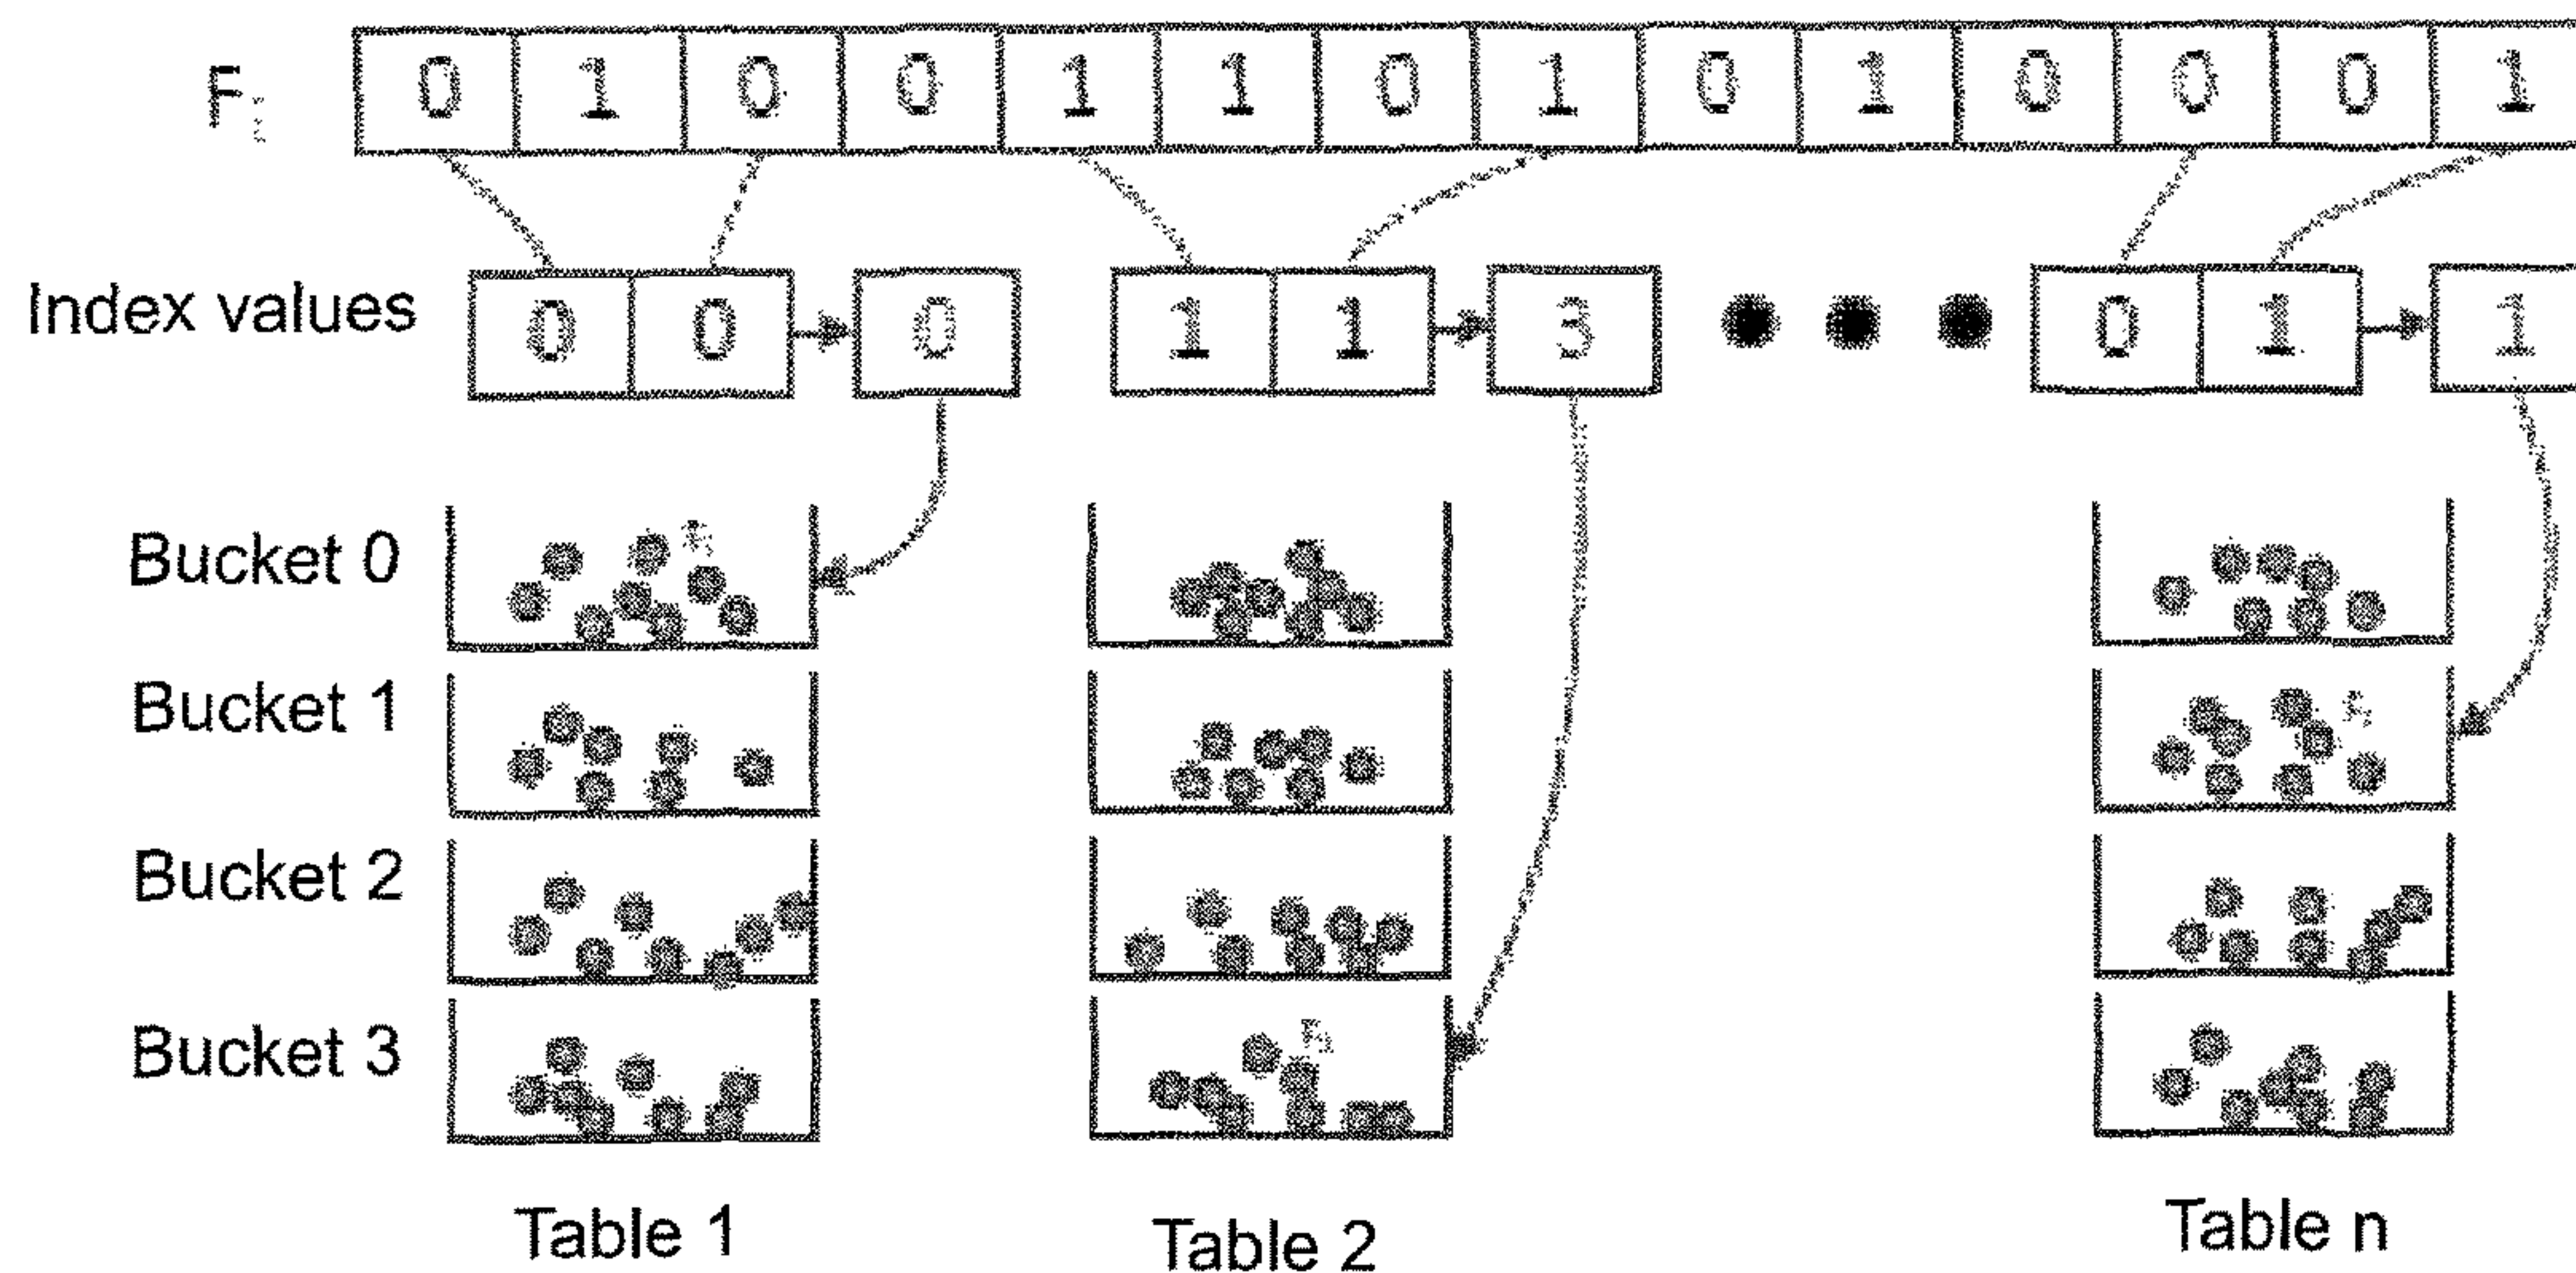 F 0 1 0 0 1 1 0 1 0 1 0 0 0 1
Index values 0 0 0 1 1 3 0 1 1
Bucket 0
Bucket 1
Bucket 2
Bucket 3
Table 1 Table 2 Table n